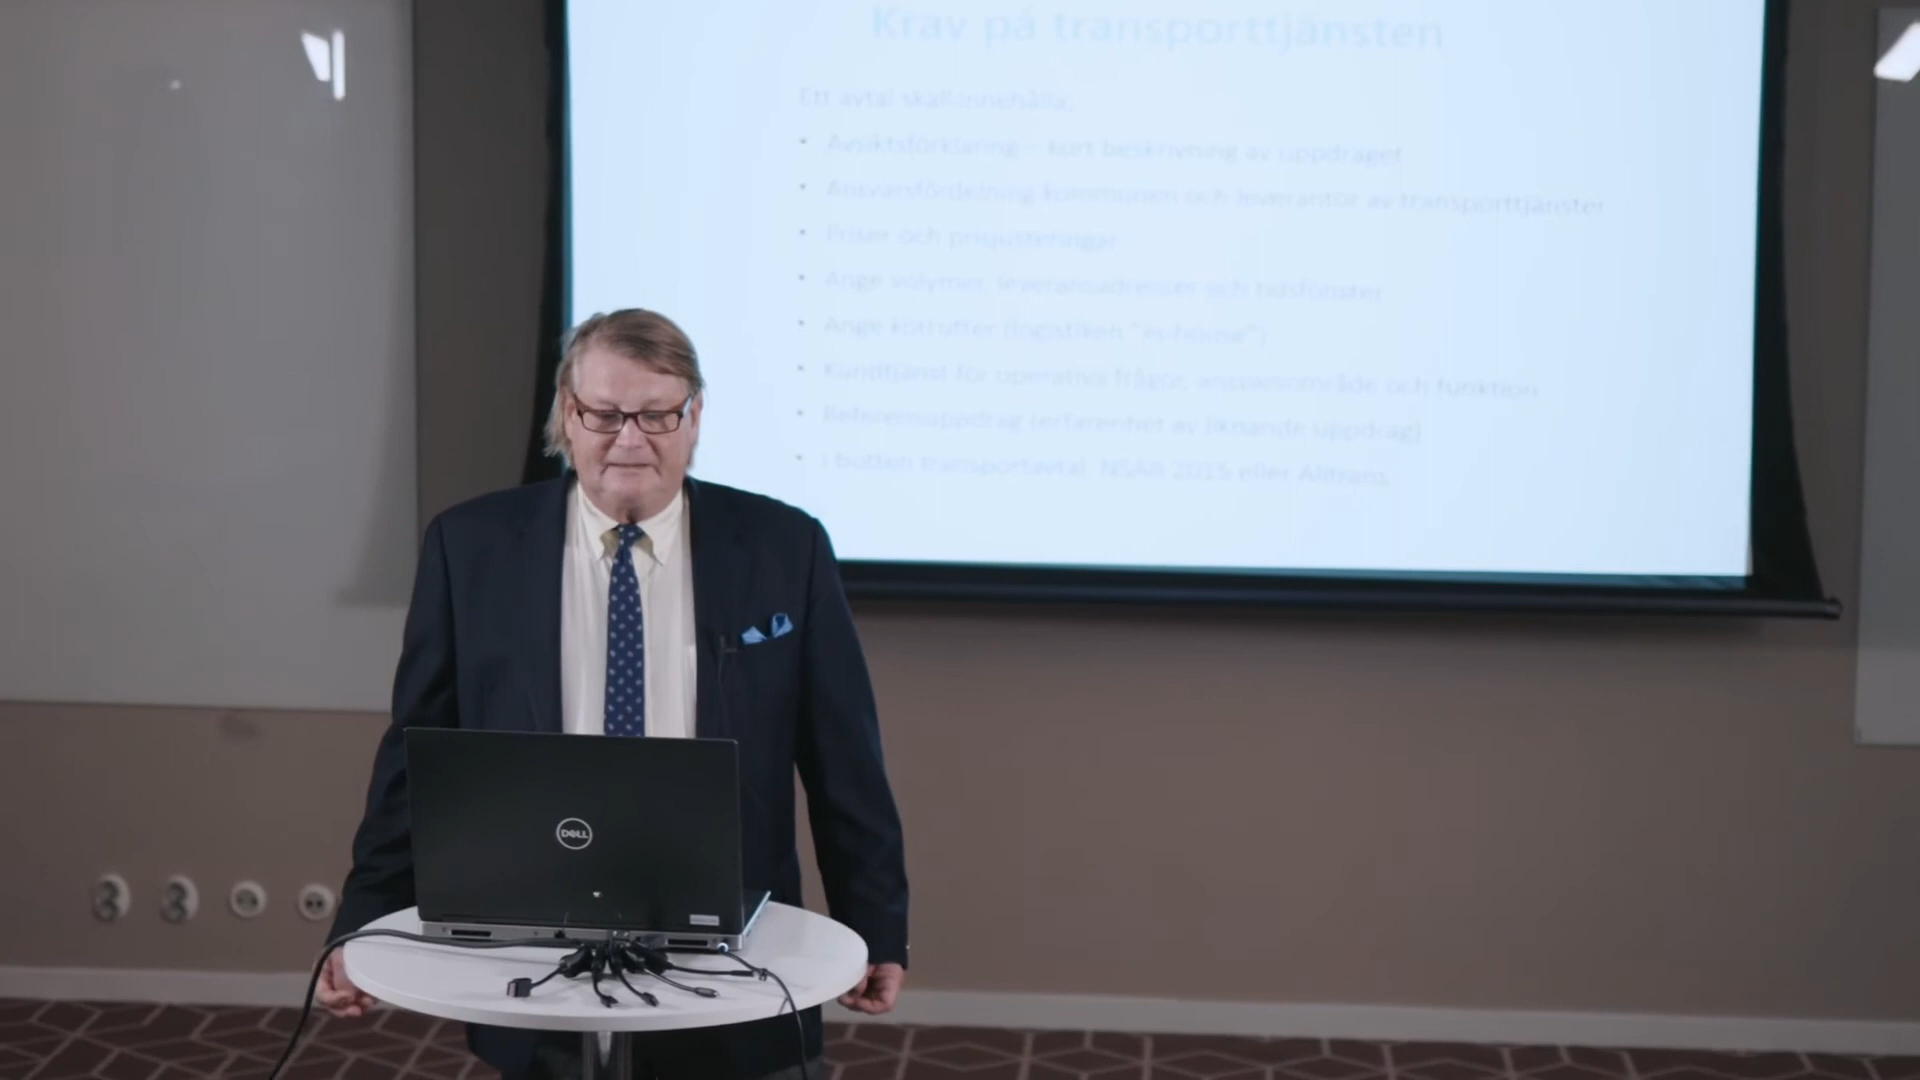 Krav på transporttjänsten
Ett avtal skall innehålla:
• Avsiktsförklaring – kort beskrivning av uppdraget
• Ansvarsfördelning kommunen och leverantör av transporttjänster
• Priser och prisjusteringar
• Ange volymer, leveransadresser och tidsfönster
• Ange körrutter (logistiken
• Kundtjänst för operativa frågor, ansvarsområde och funktion
• Referensuppdrag (erfarenhet av liknande uppdrag)
• I botten transportavtal NSAB 2015 eller Alltrans
DELL